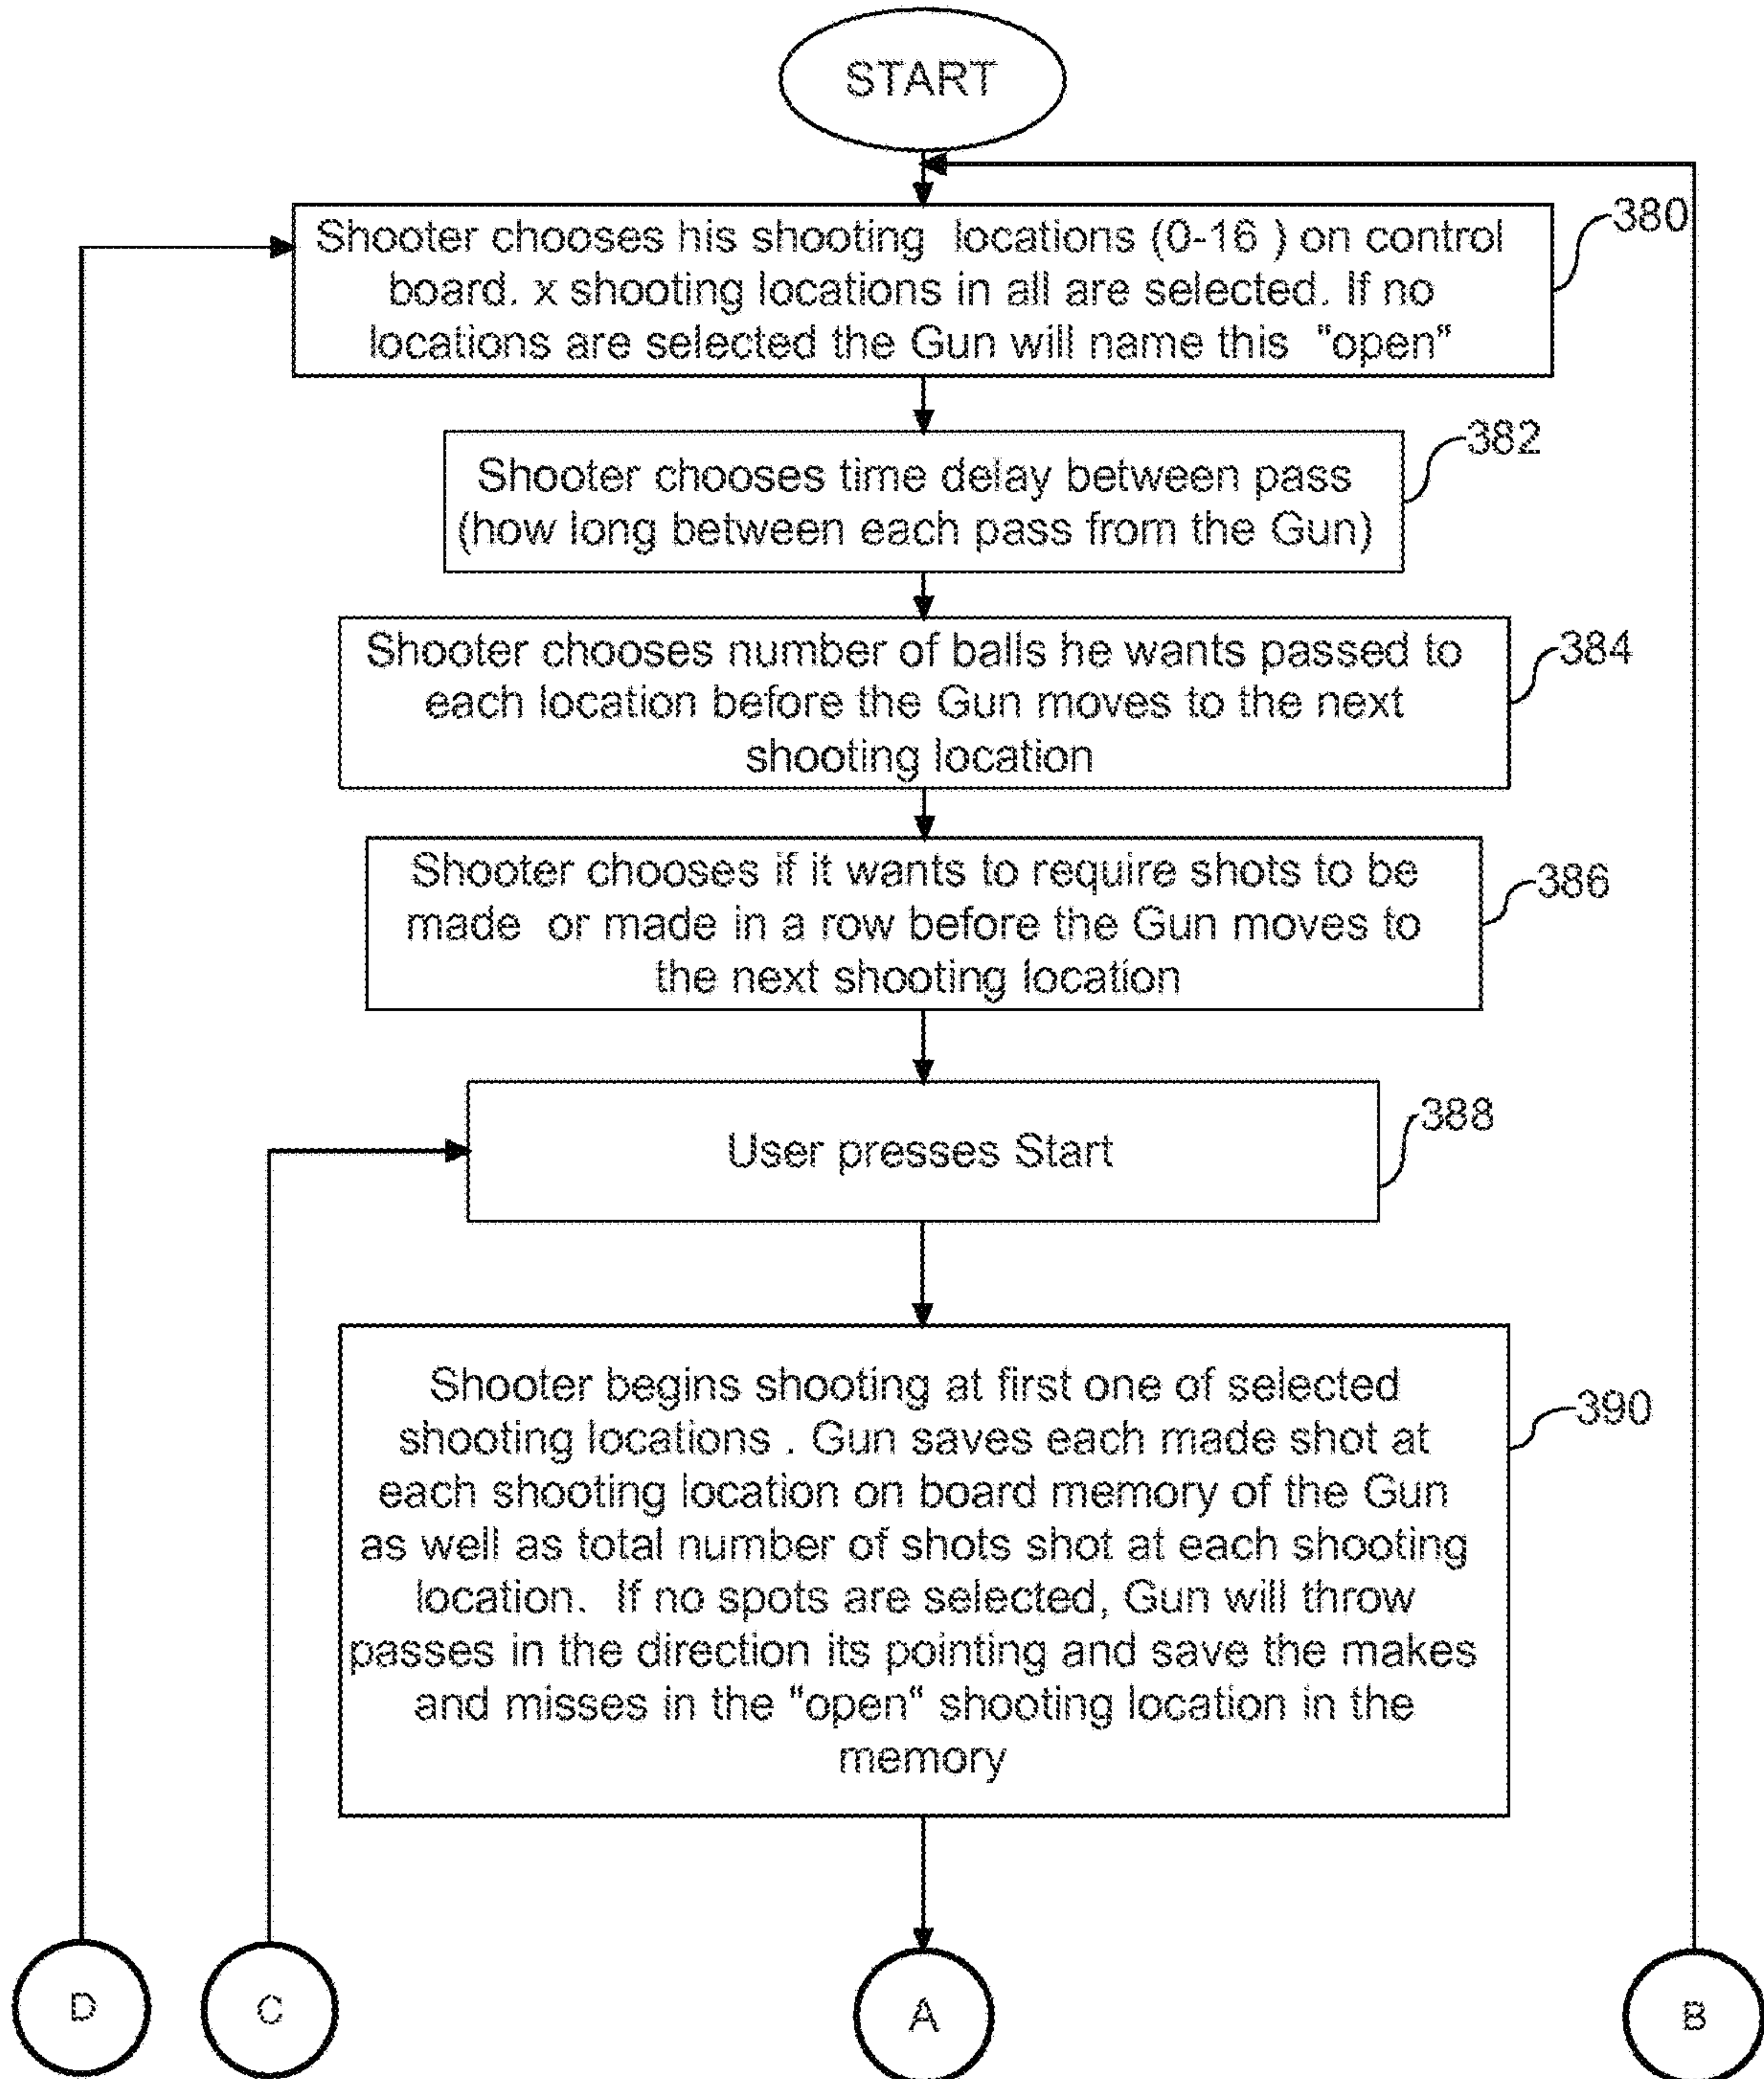 START
Shooter chooses his shooting locations (0-16 ) on control
board. x shooting locations in all are selected. If no
locations are selected the Gun will name this "open"
380
Shooter chooses time delay between pass
(how long between each pass from the Gun)
382
Shooter chooses number of balls he wants passed to
each location before the Gun moves to the next
shooting location
384
Shooter chooses if it wants to require shots to be
made or made in a row before the Gun moves to
the next shooting location
386
User presses Start
388
Shooter begins shooting at first one of selected
shooting locations . Gun saves each made shot at
each shooting location on board memory of the Gun
as well as total number of shots shot at each shooting
location. If no spots are selected, Gun will throw
passes in the direction its pointing and save the makes
and misses in the "open" shooting location in the
memory
390
D
C
A
B